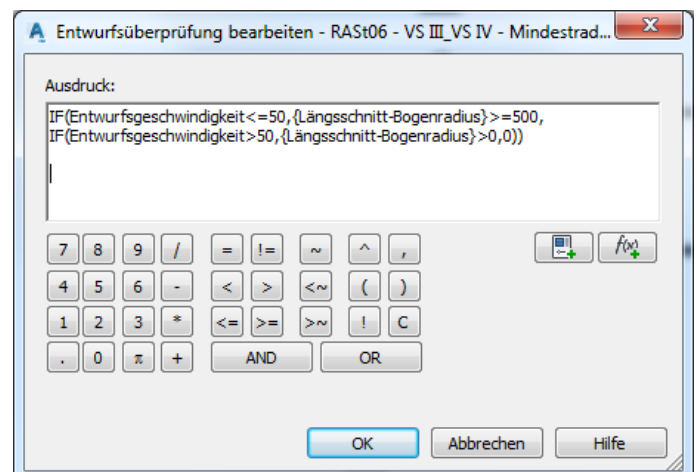 Entwurfsüberprüfung bearbeiten - RASt06 - VS III_VS IV - Mindestrad...
Ausdruck:
IF(Entwurfsgeschwindigkeit<=50,{Längsschnitt-Bogenradius}>=500,
IF(Entwurfsgeschwindigkeit>50,{Längsschnitt-Bogenradius}>0,0))
7 8 9 / = != ~ ^ , f(x)
4 5 6 - < > <~ ( )
1 2 3 * <= >= >~ ! C
. 0 π + AND OR
OK Abbrechen Hilfe